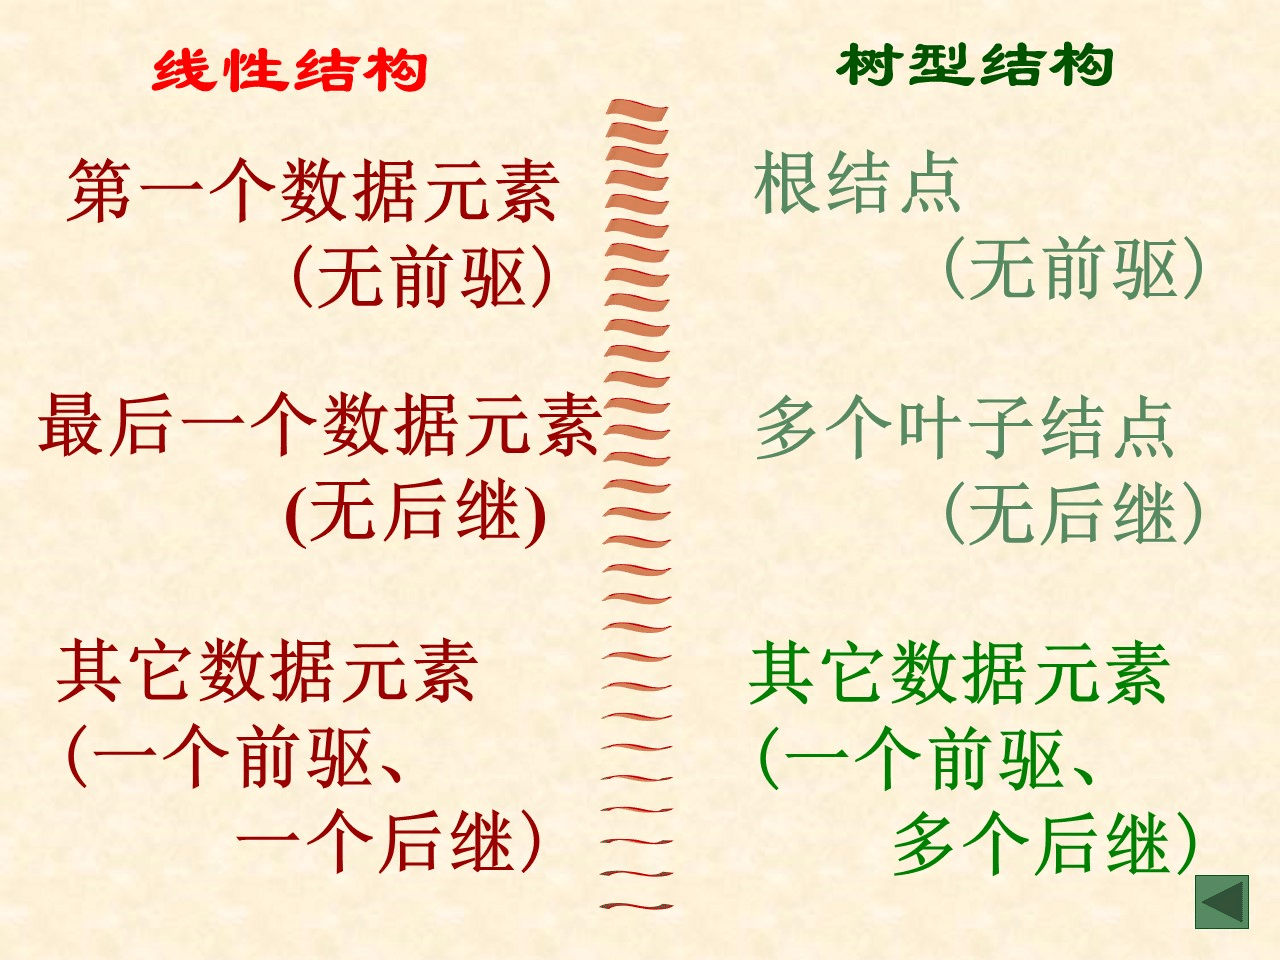 线性结构
第一个数据元素
(无前驱)
最后一个数据元素
(无后继)
其它数据元素
(一个前驱、
一个后继)
树型结构
根结点
(无前驱)
多个叶子结点
(无后继)
其它数据元素
(一个前驱、
多个后继)